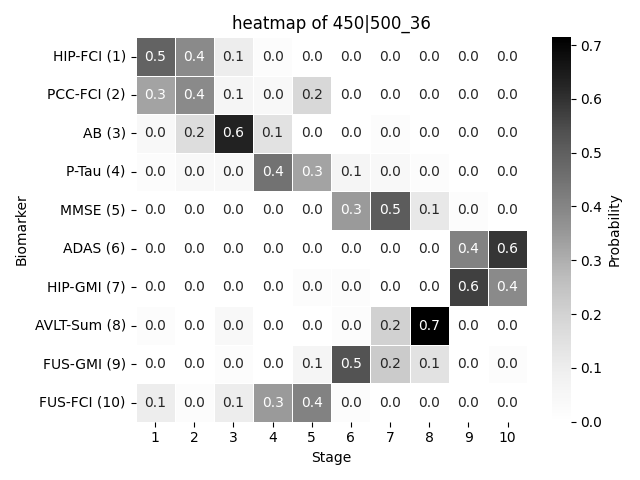 heatmap of 450|500_36
HIP-FCI (1) 0.5 0.4 0.1 0.0 0.0 0.0 0.0 0.0 0.0 0.0
PCC-FCI (2) 0.3 0.4 0.1 0.0 0.2 0.0 0.0 0.0 0.0 0.0
AB (3) 0.0 0.2 0.6 0.1 0.0 0.0 0.0 0.0 0.0 0.0
P-Tau (4) 0.0 0.0 0.0 0.4 0.3 0.1 0.0 0.0 0.0 0.0
MMSE (5) 0.0 0.0 0.0 0.0 0.0 0.3 0.5 0.1 0.0 0.0
ADAS (6) 0.0 0.0 0.0 0.0 0.0 0.0 0.0 0.0 0.4 0.6
HIP-GMI (7) 0.0 0.0 0.0 0.0 0.0 0.0 0.0 0.0 0.6 0.4
AVLT-Sum (8) 0.0 0.0 0.0 0.0 0.0 0.0 0.2 0.7 0.0 0.0
FUS-GMI (9) 0.0 0.0 0.0 0.0 0.1 0.5 0.2 0.1 0.0 0.0
FUS-FCI (10) 0.1 0.0 0.1 0.3 0.4 0.0 0.0 0.0 0.0 0.0
1 2 3 4 5 6 7 8 9 10
Stage
Biomarker
0.7
0.6
0.5
0.4
0.3
0.2
0.1
0.0
Probability